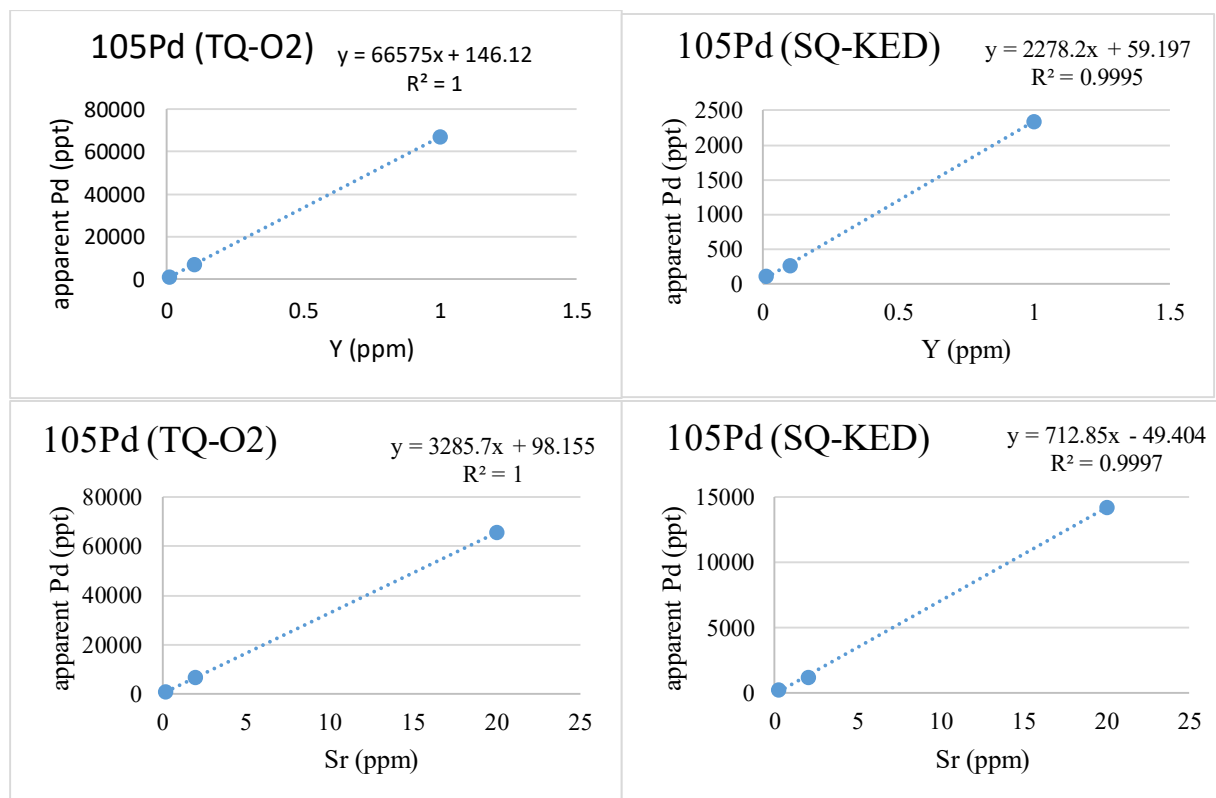 105Pd (TQ-O2)
y = 66575x + 146.12
R² = 1
apparent Pd (ppt)
80000
60000
40000
20000
0
0 0.5 1 1.5
Y (ppm)
105Pd (SQ-KED)
y = 2278.2x + 59.197
R² = 0.9995
apparent Pd (ppt)
2500
2000
1500
1000
500
0
0 0.5 1 1.5
Y (ppm)
105Pd (TQ-O2)
y = 3285.7x + 98.155
R² = 1
apparent Pd (ppt)
80000
60000
40000
20000
0
0 5 10 15 20 25
Sr (ppm)
105Pd (SQ-KED)
y = 712.85x - 49.404
R² = 0.9997
apparent Pd (ppt)
15000
10000
5000
0
0 5 10 15 20 25
Sr (ppm)